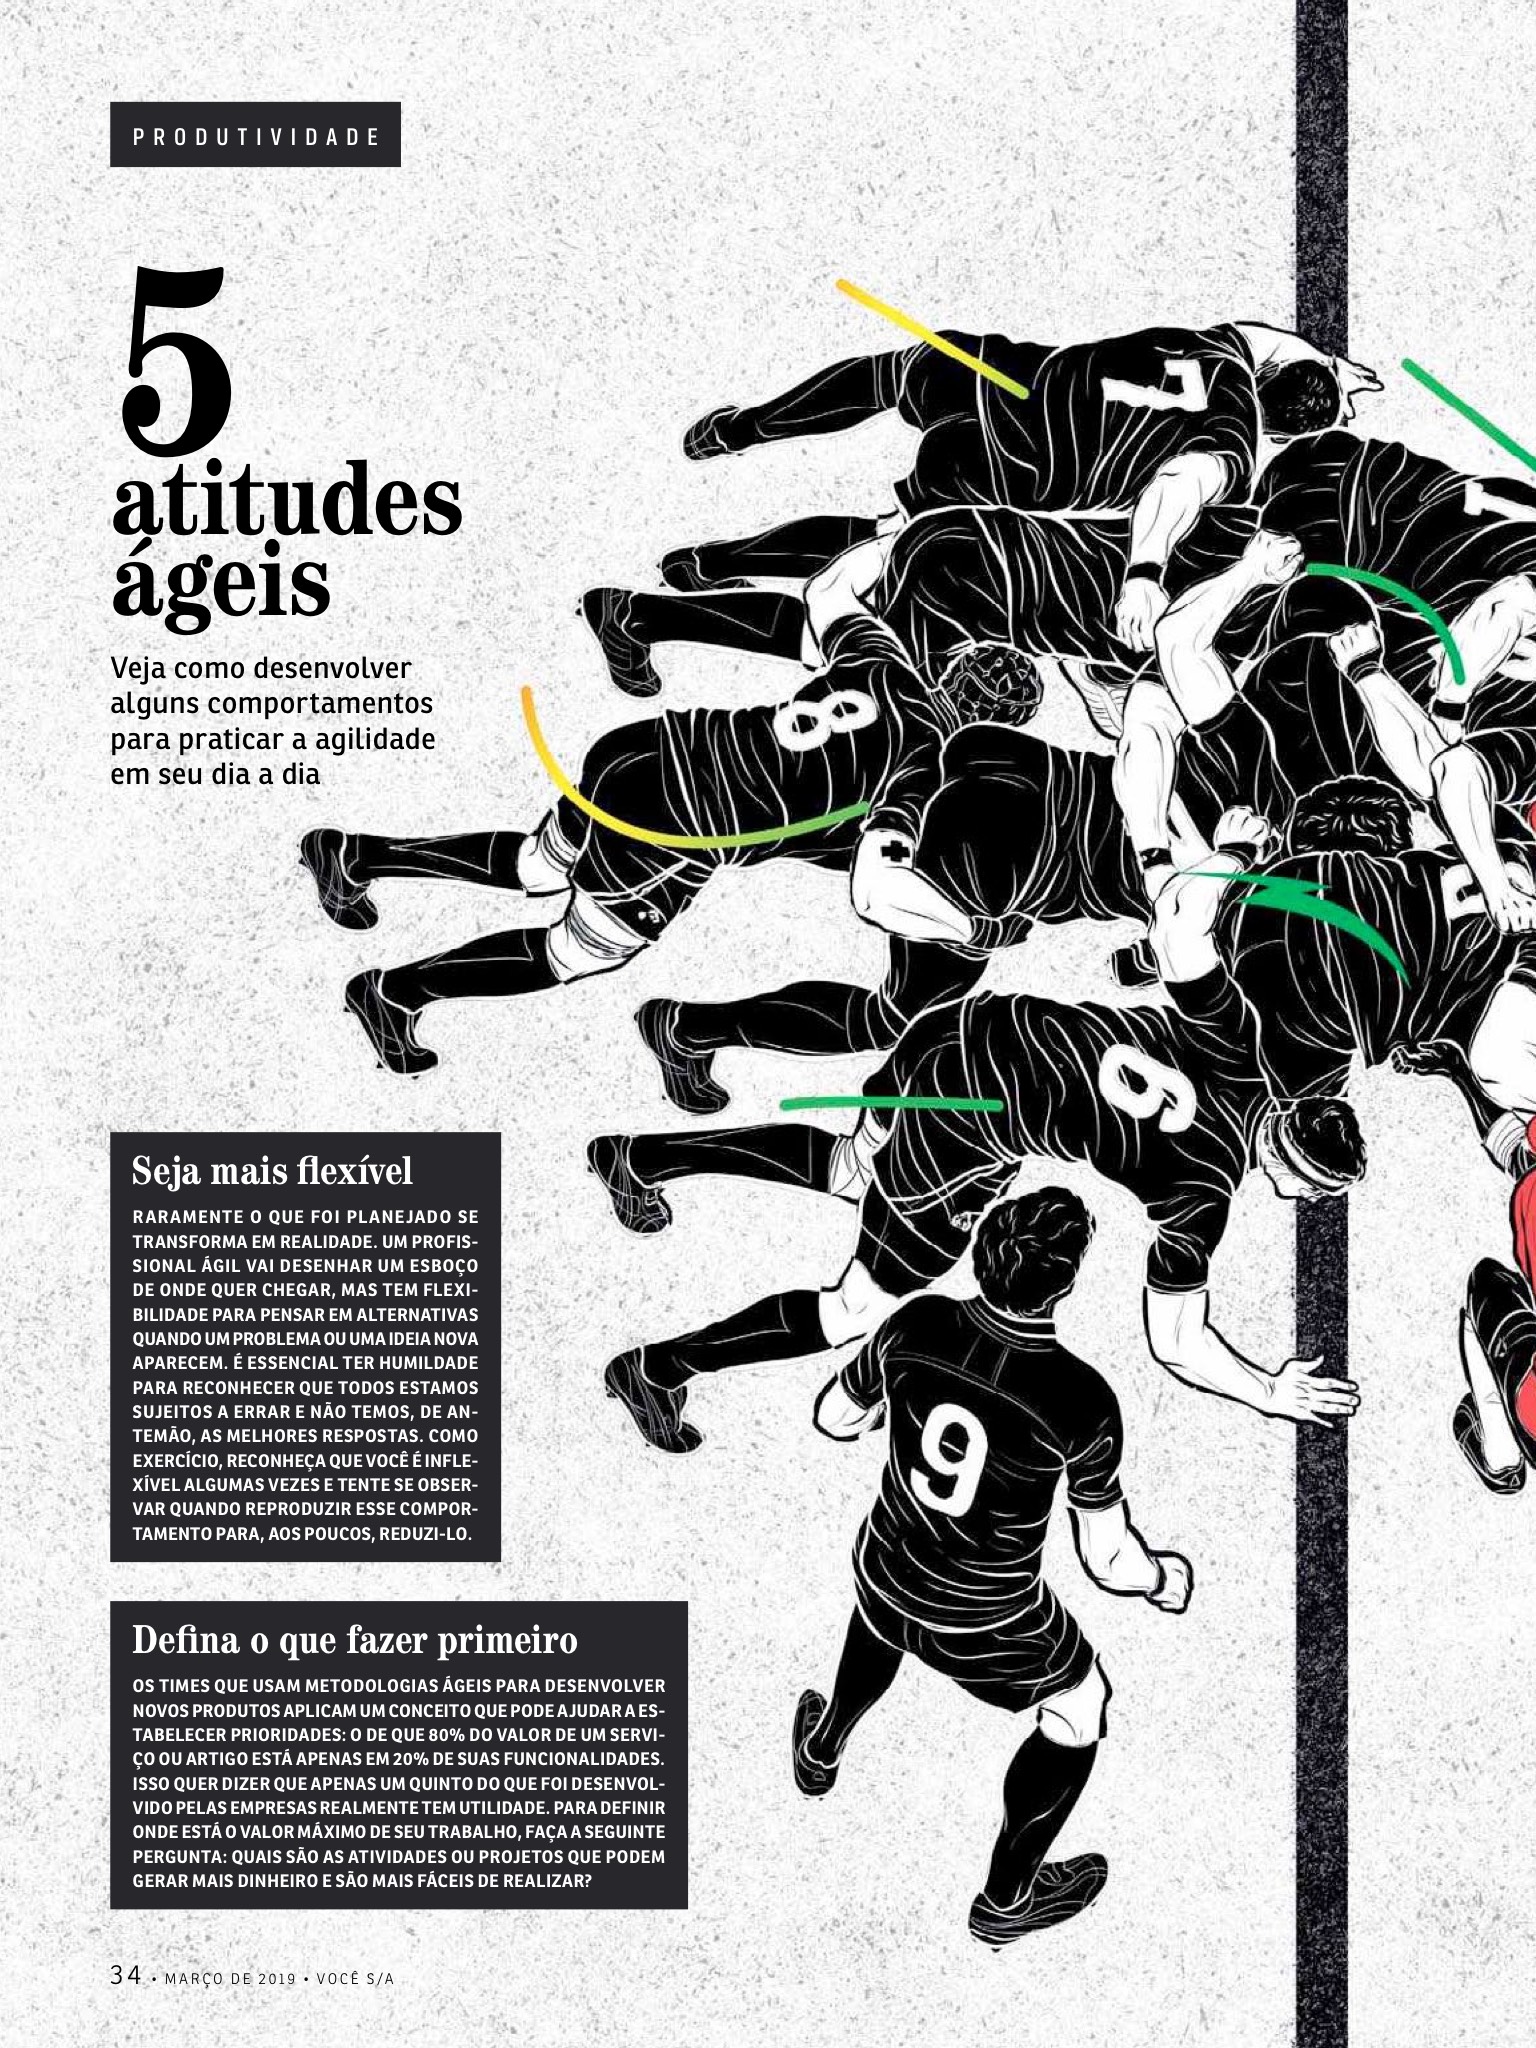 PRODUTIVIDADE
5
atitudes
ágeis
Veja como desenvolver
alguns comportamentos
para praticar a agilidade
em seu dia a dia
7
1
8
6
9
9
Seja mais flexível
RARAMENTE O QUE FOI PLANEJADO SE
TRANSFORMA EM REALIDADE. UM PROFIS-
SIONAL ÁGIL VAI DESENHAR UM ESBOÇO
DE ONDE QUER CHEGAR, MAS TEM FLEXI-
BILIDADE PARA PENSAR EM ALTERNATIVAS
QUANDO UM PROBLEMA OU UMA IDEIA NOVA
APARECEM. É ESSENCIAL TER HUMILDADE
PARA RECONHECER QUE TODOS ESTAMOS
SUJEITOS A ERRAR E NÃO TEMOS, DE AN-
TEMÃO, AS MELHORES RESPOSTAS. COMO
EXERCÍCIO, RECONHEÇA QUE VOCÊ É INFLE-
XÍVEL ALGUMAS VEZES E TENTE SE OBSER-
VAR QUANDO REPRODUZIR ESSE COMPOR-
TAMENTO PARA, AOS POUCOS, REDUZI-LO.
Defina o que fazer primeiro
OS TIMES QUE USAM METODOLOGIAS ÁGEIS PARA DESENVOLVER
NOVOS PRODUTOS APLICAM UM CONCEITO QUE PODE AJUDAR A ES-
TABELECER PRIORIDADES: O DE QUE 80% DO VALOR DE UM SERVI-
ÇO OU ARTIGO ESTÁ APENAS EM 20% DE SUAS FUNCIONALIDADES.
ISSO QUER DIZER QUE APENAS UM QUINTO DO QUE FOI DESENVOL-
VIDO PELAS EMPRESAS REALMENTE TEM UTILIDADE. PARA DEFINIR
ONDE ESTÁ O VALOR MÁXIMO DE SEU TRABALHO, FAÇA A SEGUINTE
PERGUNTA: QUAIS SÃO AS ATIVIDADES OU PROJETOS QUE PODEM
GERAR MAIS DINHEIRO E SÃO MAIS FÁCEIS DE REALIZAR?
34 • MARÇO DE 2019 • VOCÊ S/A